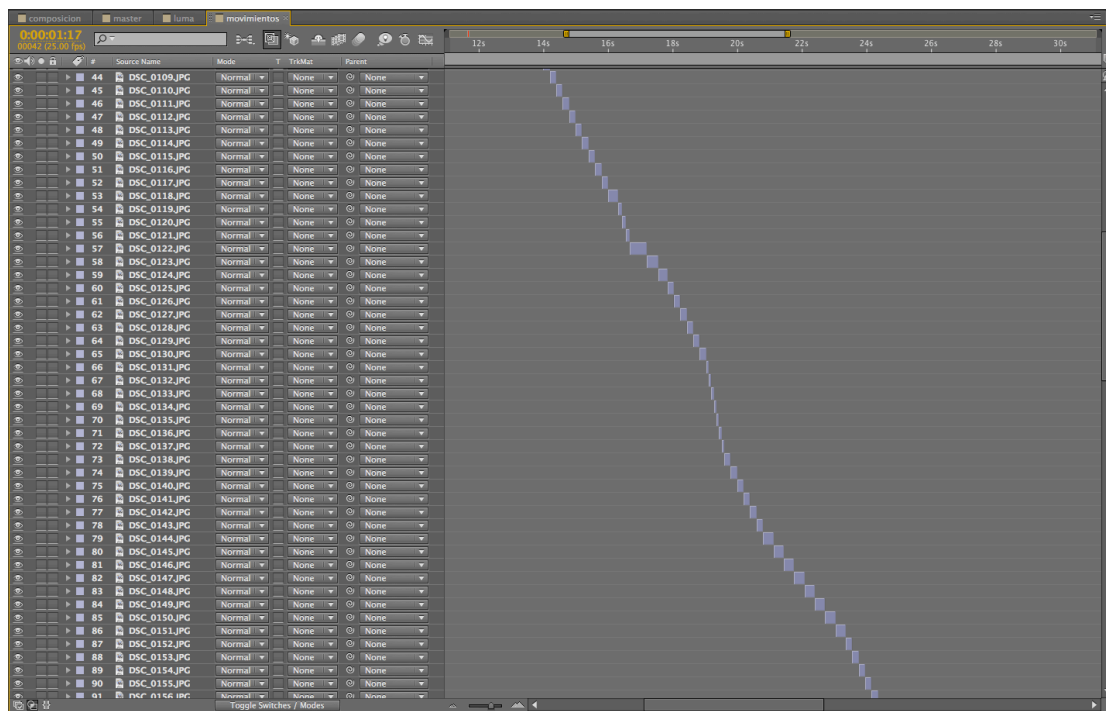 composicion master luma movimientos
0:00:01:17
00042 (25.00 fps)
12s 14s 16s 18s 20s 22s 24s 26s 28s 30s
# Source Name Mode T TrkMat Parent
44 DSC_0109.JPG Normal None None
45 DSC_0110.JPG Normal None None
46 DSC_0111.JPG Normal None None
47 DSC_0112.JPG Normal None None
48 DSC_0113.JPG Normal None None
49 DSC_0114.JPG Normal None None
50 DSC_0115.JPG Normal None None
51 DSC_0116.JPG Normal None None
52 DSC_0117.JPG Normal None None
53 DSC_0118.JPG Normal None None
54 DSC_0119.JPG Normal None None
55 DSC_0120.JPG Normal None None
56 DSC_0121.JPG Normal None None
57 DSC_0122.JPG Normal None None
58 DSC_0123.JPG Normal None None
59 DSC_0124.JPG Normal None None
60 DSC_0125.JPG Normal None None
61 DSC_0126.JPG Normal None None
62 DSC_0127.JPG Normal None None
63 DSC_0128.JPG Normal None None
64 DSC_0129.JPG Normal None None
65 DSC_0130.JPG Normal None None
66 DSC_0131.JPG Normal None None
67 DSC_0132.JPG Normal None None
68 DSC_0133.JPG Normal None None
69 DSC_0134.JPG Normal None None
70 DSC_0135.JPG Normal None None
71 DSC_0136.JPG Normal None None
72 DSC_0137.JPG Normal None None
73 DSC_0138.JPG Normal None None
74 DSC_0139.JPG Normal None None
75 DSC_0140.JPG Normal None None
76 DSC_0141.JPG Normal None None
77 DSC_0142.JPG Normal None None
78 DSC_0143.JPG Normal None None
79 DSC_0144.JPG Normal None None
80 DSC_0145.JPG Normal None None
81 DSC_0146.JPG Normal None None
82 DSC_0147.JPG Normal None None
83 DSC_0148.JPG Normal None None
84 DSC_0149.JPG Normal None None
85 DSC_0150.JPG Normal None None
86 DSC_0151.JPG Normal None None
87 DSC_0152.JPG Normal None None
88 DSC_0153.JPG Normal None None
89 DSC_0154.JPG Normal None None
90 DSC_0155.JPG Normal None None
91 DSC_0156.JPG Normal None None
Toggle Switches / Modes